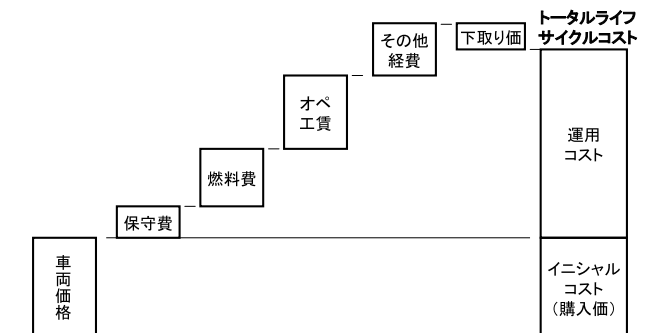 トータルライフ
サイクルコスト
その他
経費
下取り価
オペ
工賃
運用
コスト
燃料費
保守費
車両価格
イニシャル
コスト
（購入価）